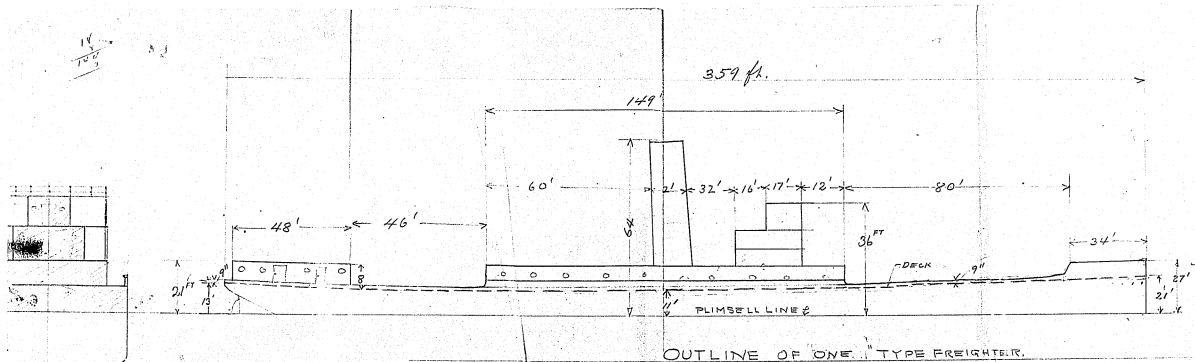 359 ft.
149'
60' 2' 32' 16' 17' 12' 80'
48' 46' 64 36 FT 34'
DECK 9"
9" 8
21 FT 13' 11' 21' 27'
PLIMSELL LINE
OUTLINE OF ONE TYPE FREIGHTER.